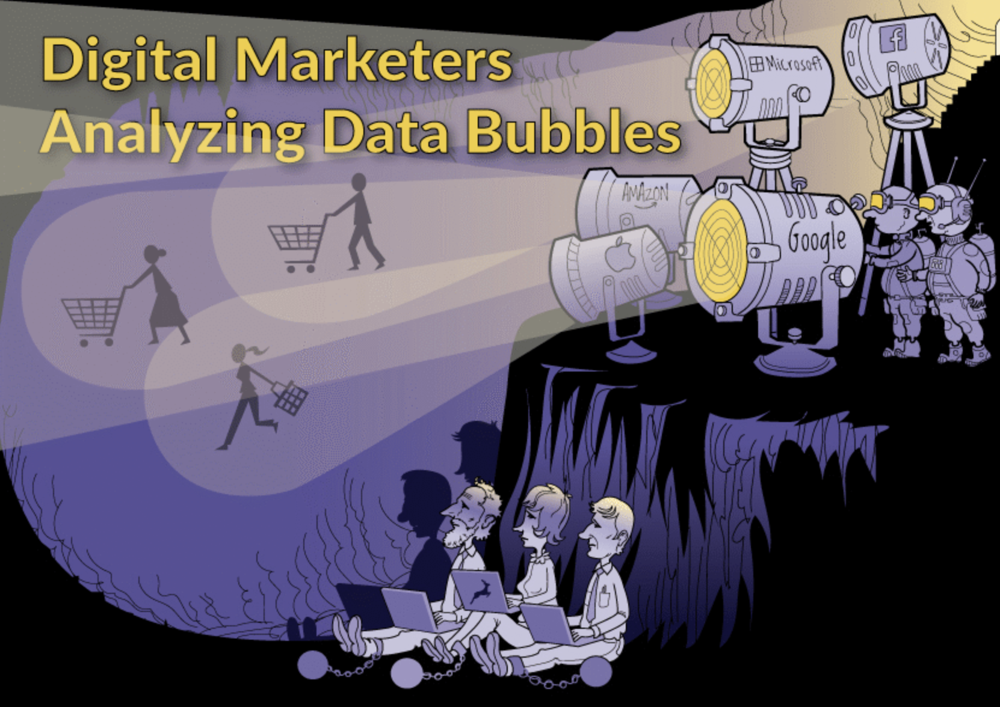 Digital Marketers
Analyzing Data Bubbles
Microsoft
f
AMAZON
Google